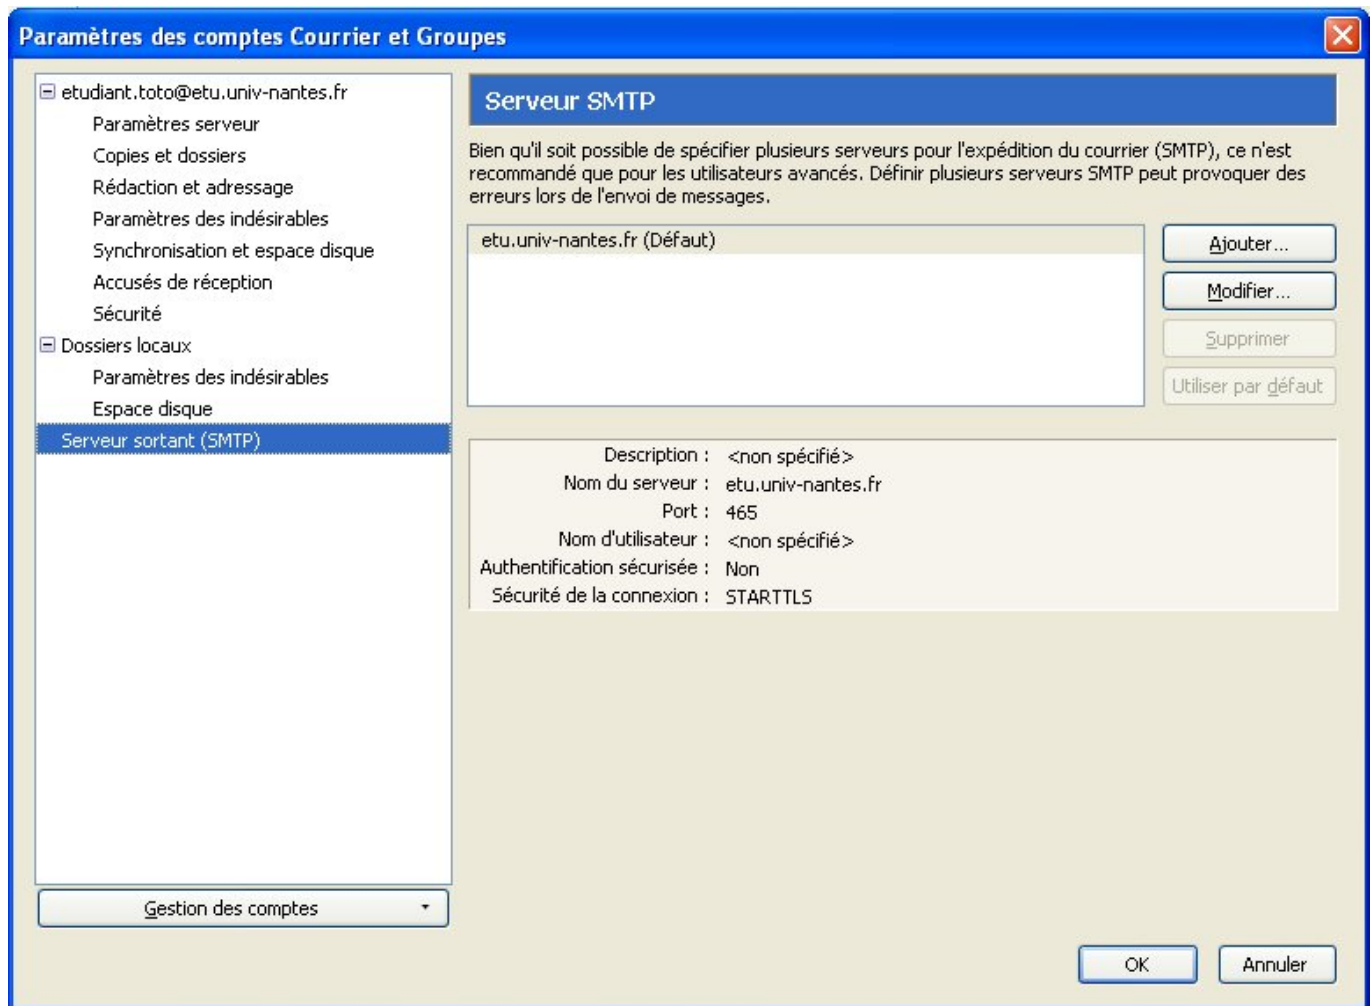 Paramètres des comptes Courrier et Groupes
etudiant.toto@etu.univ-nantes.fr
Paramètres serveur
Copies et dossiers
Rédaction et adressage
Paramètres des indésirables
Synchronisation et espace disque
Accusés de réception
Sécurité
Dossiers locaux
Paramètres des indésirables
Espace disque
Serveur sortant (SMTP)
Gestion des comptes
Serveur SMTP
Bien qu'il soit possible de spécifier plusieurs serveurs pour l'expédition du courrier (SMTP), ce n'est
recommandé que pour les utilisateurs avancés. Définir plusieurs serveurs SMTP peut provoquer des
erreurs lors de l'envoi de messages.
etu.univ-nantes.fr (Défaut)
Ajouter...
Modifier...
Supprimer
Utiliser par défaut
Description : <non spécifié>
Nom du serveur : etu.univ-nantes.fr
Port : 465
Nom d'utilisateur : <non spécifié>
Authentification sécurisée : Non
Sécurité de la connexion : STARTTLS
OK
Annuler